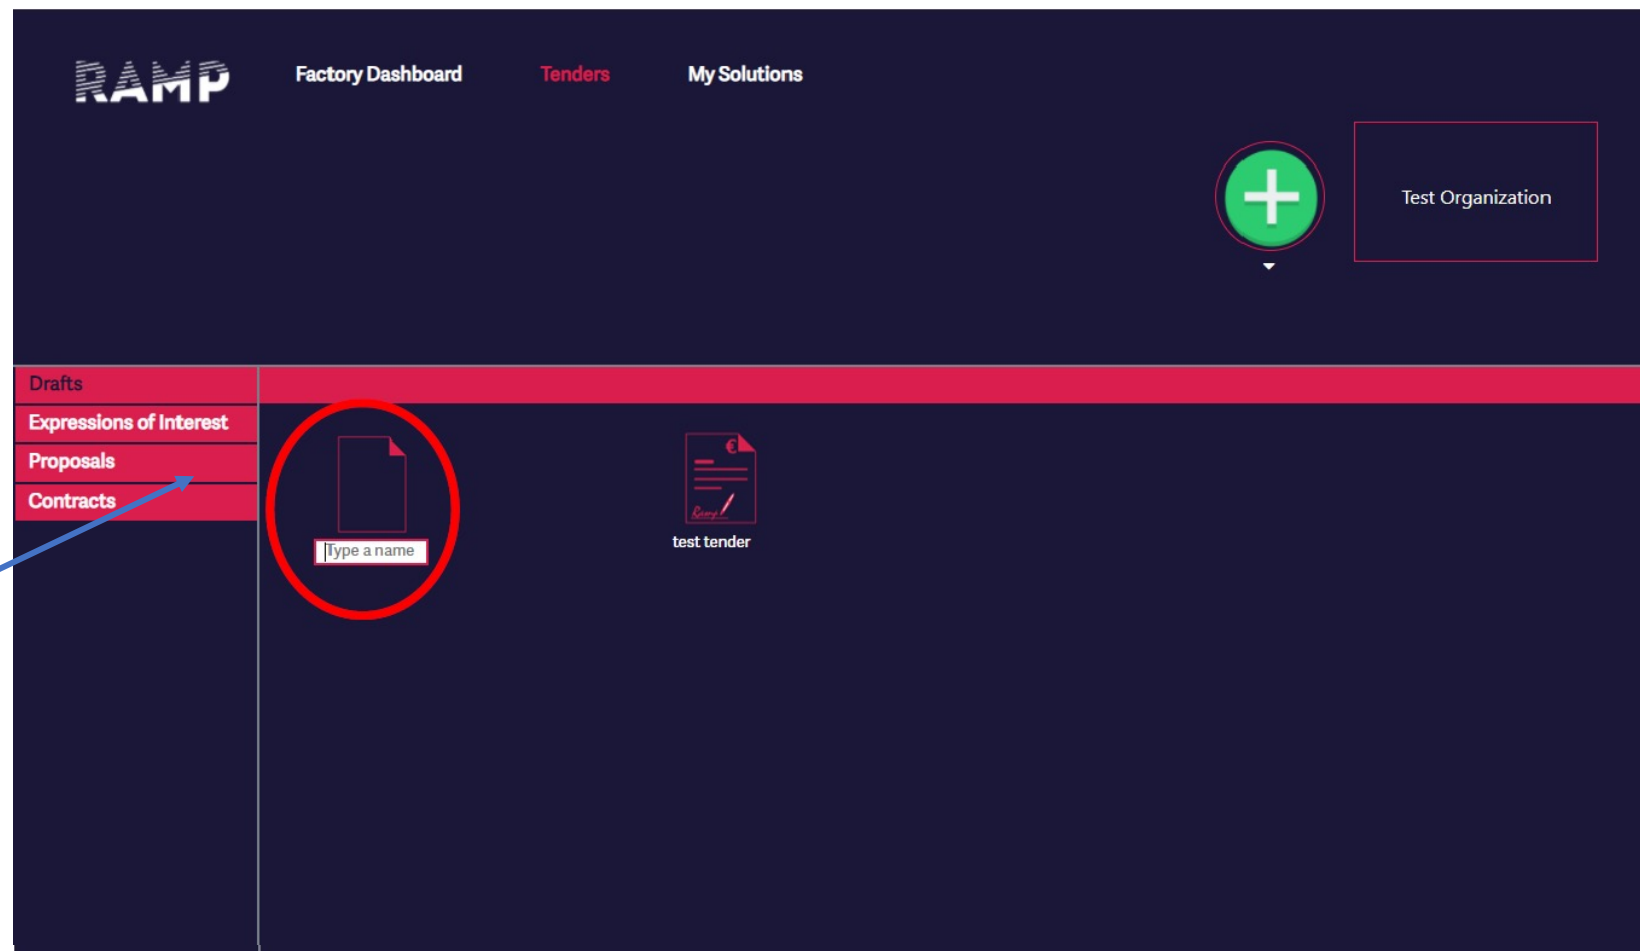 RAMP
Factory Dashboard
Tenders
My Solutions
Test Organization
Drafts
Expressions of Interest
Proposals
Contracts
Type a name
€
test tender